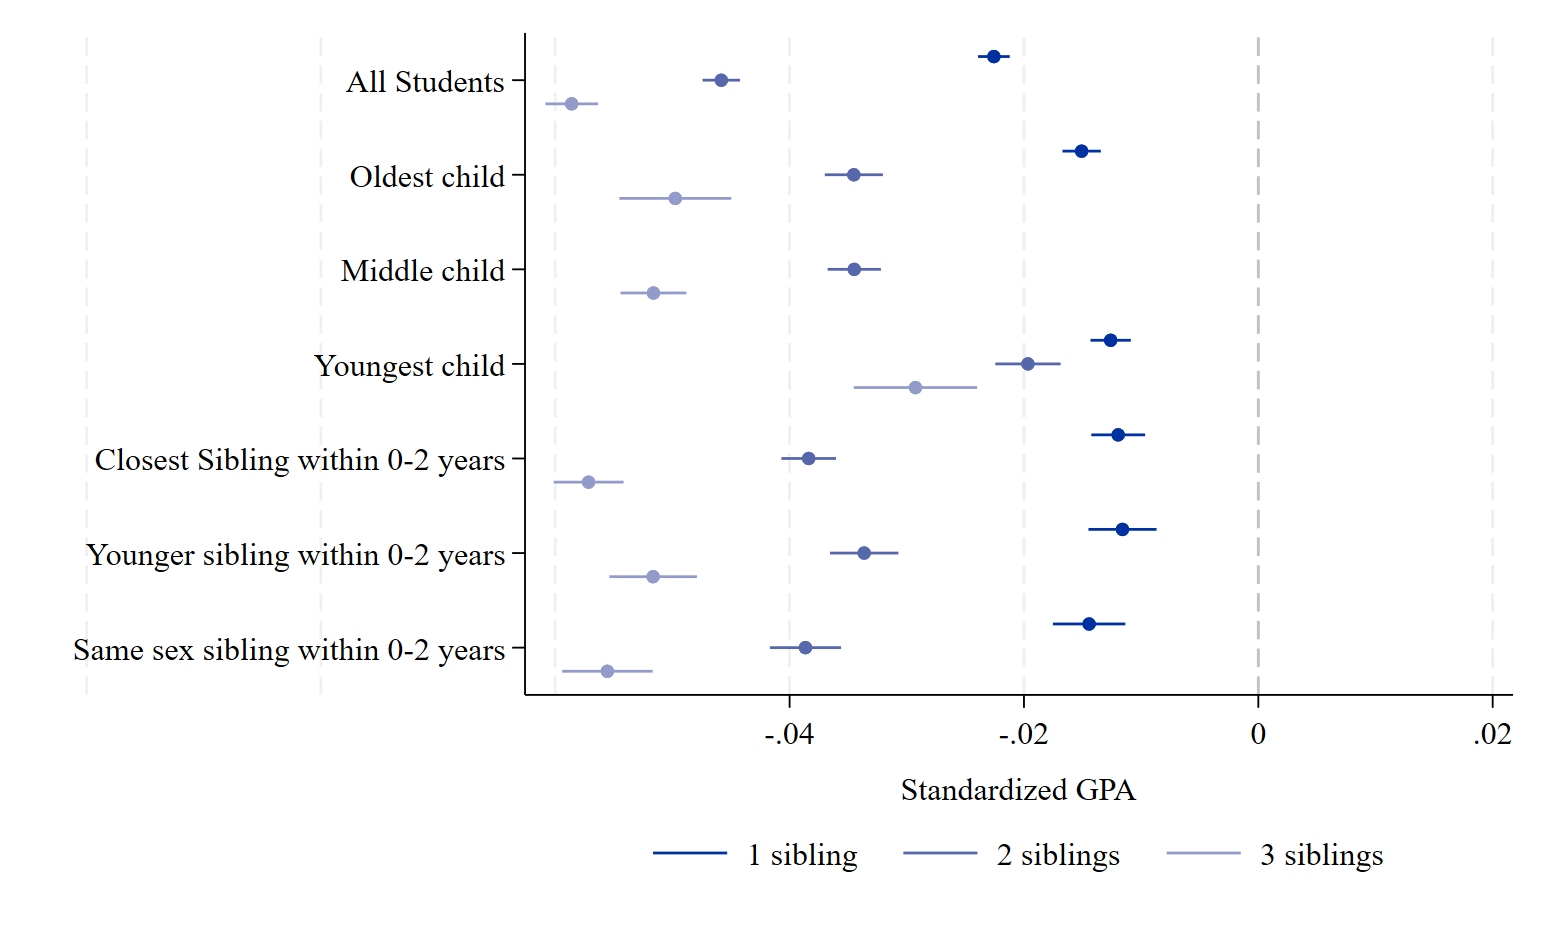 All Students
Oldest child
Middle child
Youngest child
Closest Sibling within 0-2 years
Younger sibling within 0-2 years
Same sex sibling within 0-2 years
-.04 -.02 0 .02
Standardized GPA
1 sibling 2 siblings 3 siblings